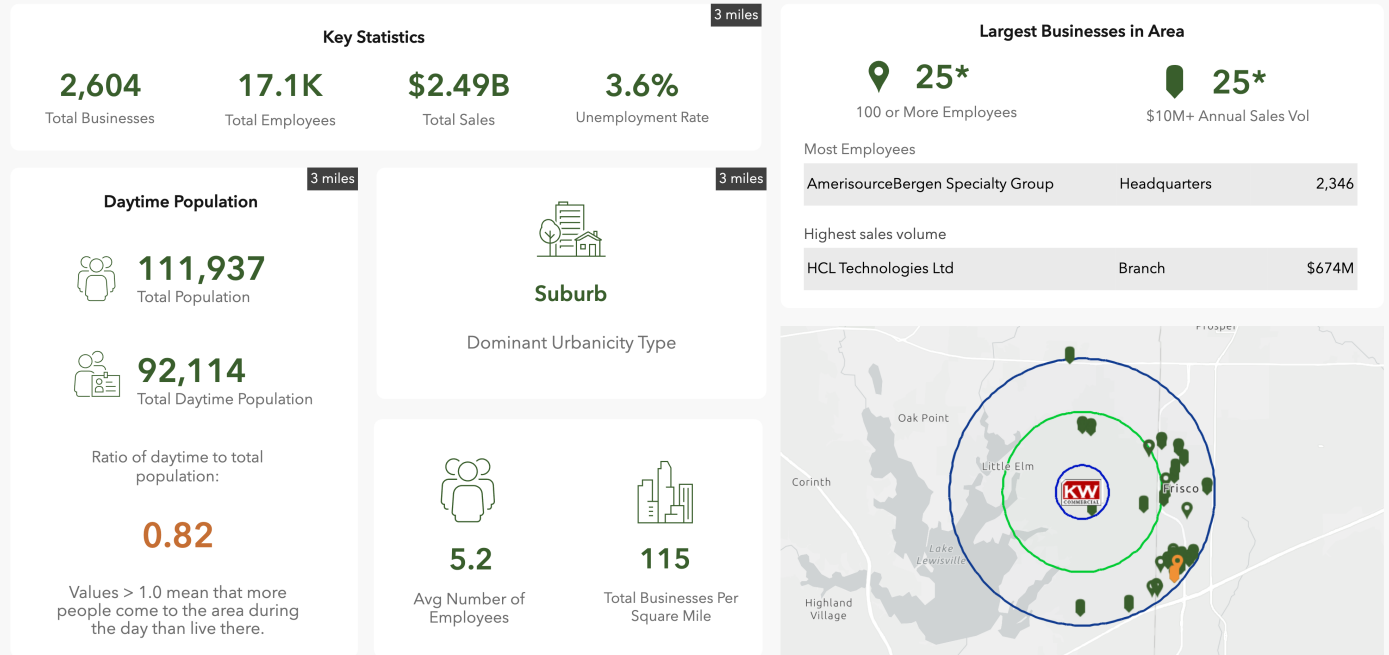 3 miles
Key Statistics
2,604
Total Businesses
17.1K
Total Employees
$2.49B
Total Sales
3.6%
Unemployment Rate
3 miles
Daytime Population
111,937
Total Population
92,114
Total Daytime Population
Ratio of daytime to total
population:
0.82
Values > 1.0 mean that more
people come to the area during
the day than live there.
3 miles
Suburb
Dominant Urbanicity Type
5.2
Avg Number of
Employees
115
Total Businesses Per
Square Mile
Largest Businesses in Area
25*
100 or More Employees
25*
$10M+ Annual Sales Vol
Most Employees
AmerisourceBergen Specialty Group Headquarters 2,346
Highest sales volume
HCL Technologies Ltd Branch $674M
Prosper
Oak Point
Little Elm
Corinth
KW
COMMERCIAL
Frisco
Lake
Lewisville
Highland
Village